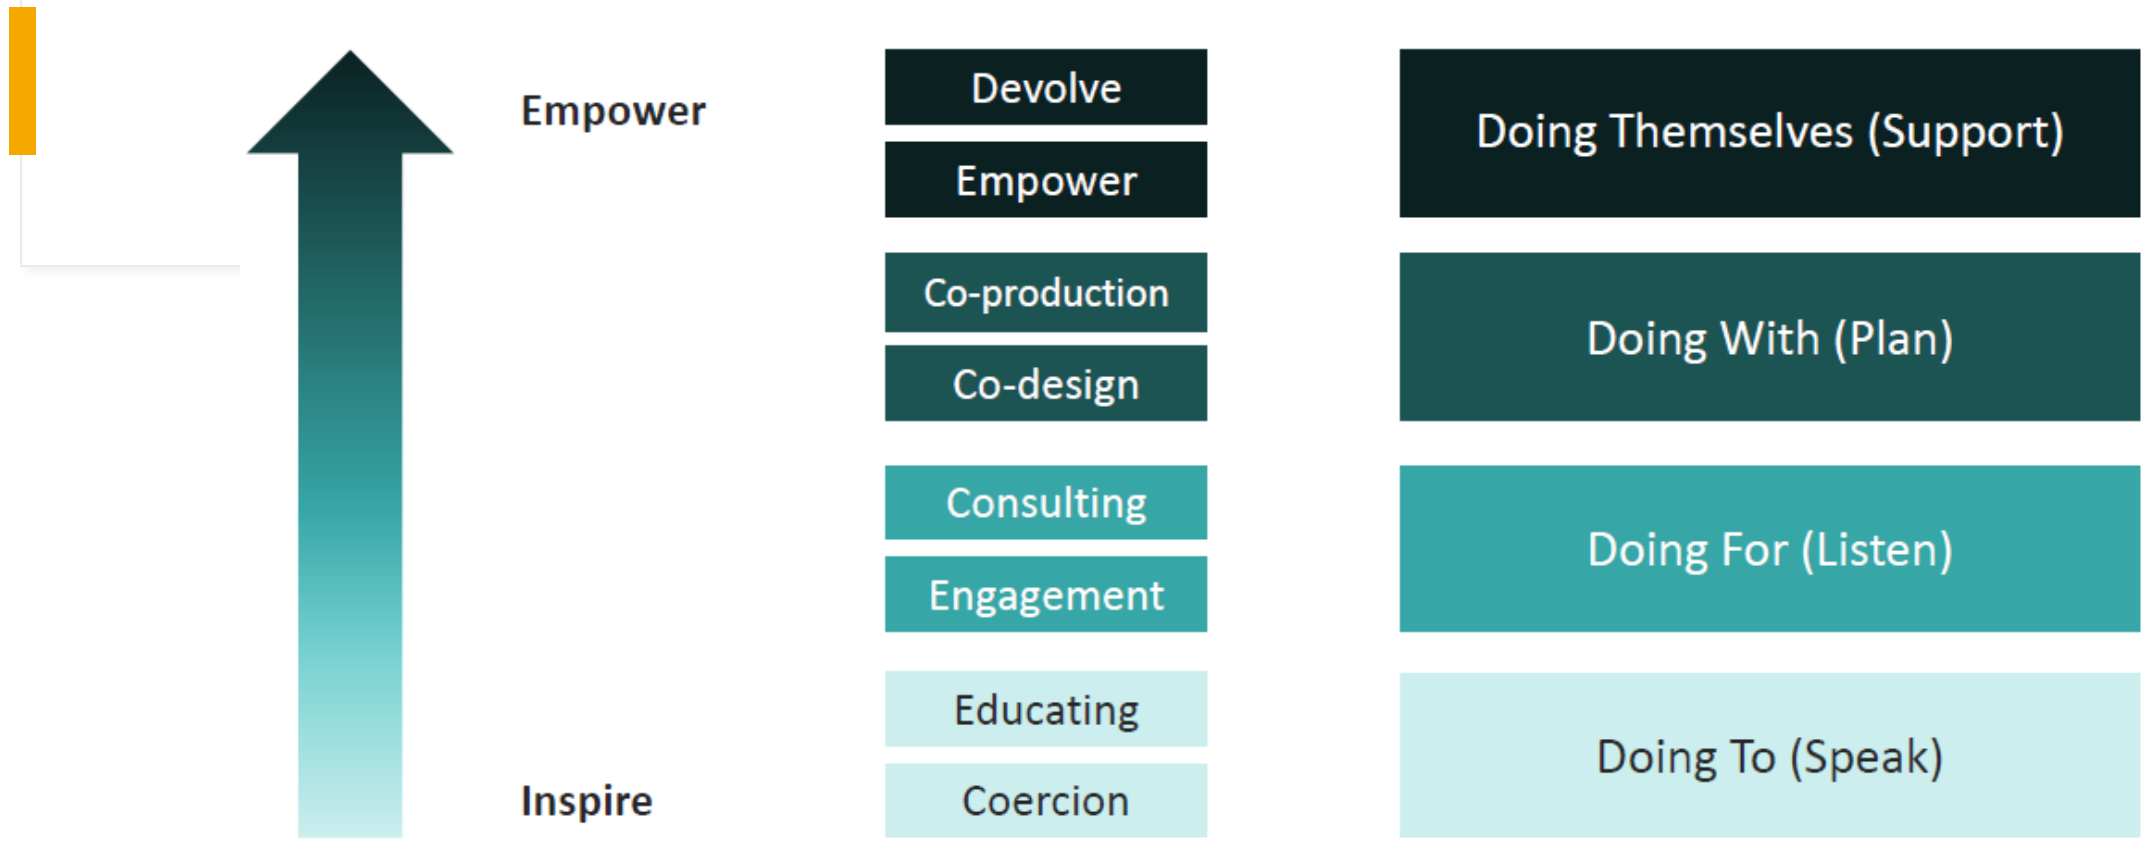 Empower
Devolve
Empower
Doing Themselves (Support)
Co-production
Co-design
Doing With (Plan)
Consulting
Engagement
Doing For (Listen)
Educating
Coercion
Doing To (Speak)
Inspire